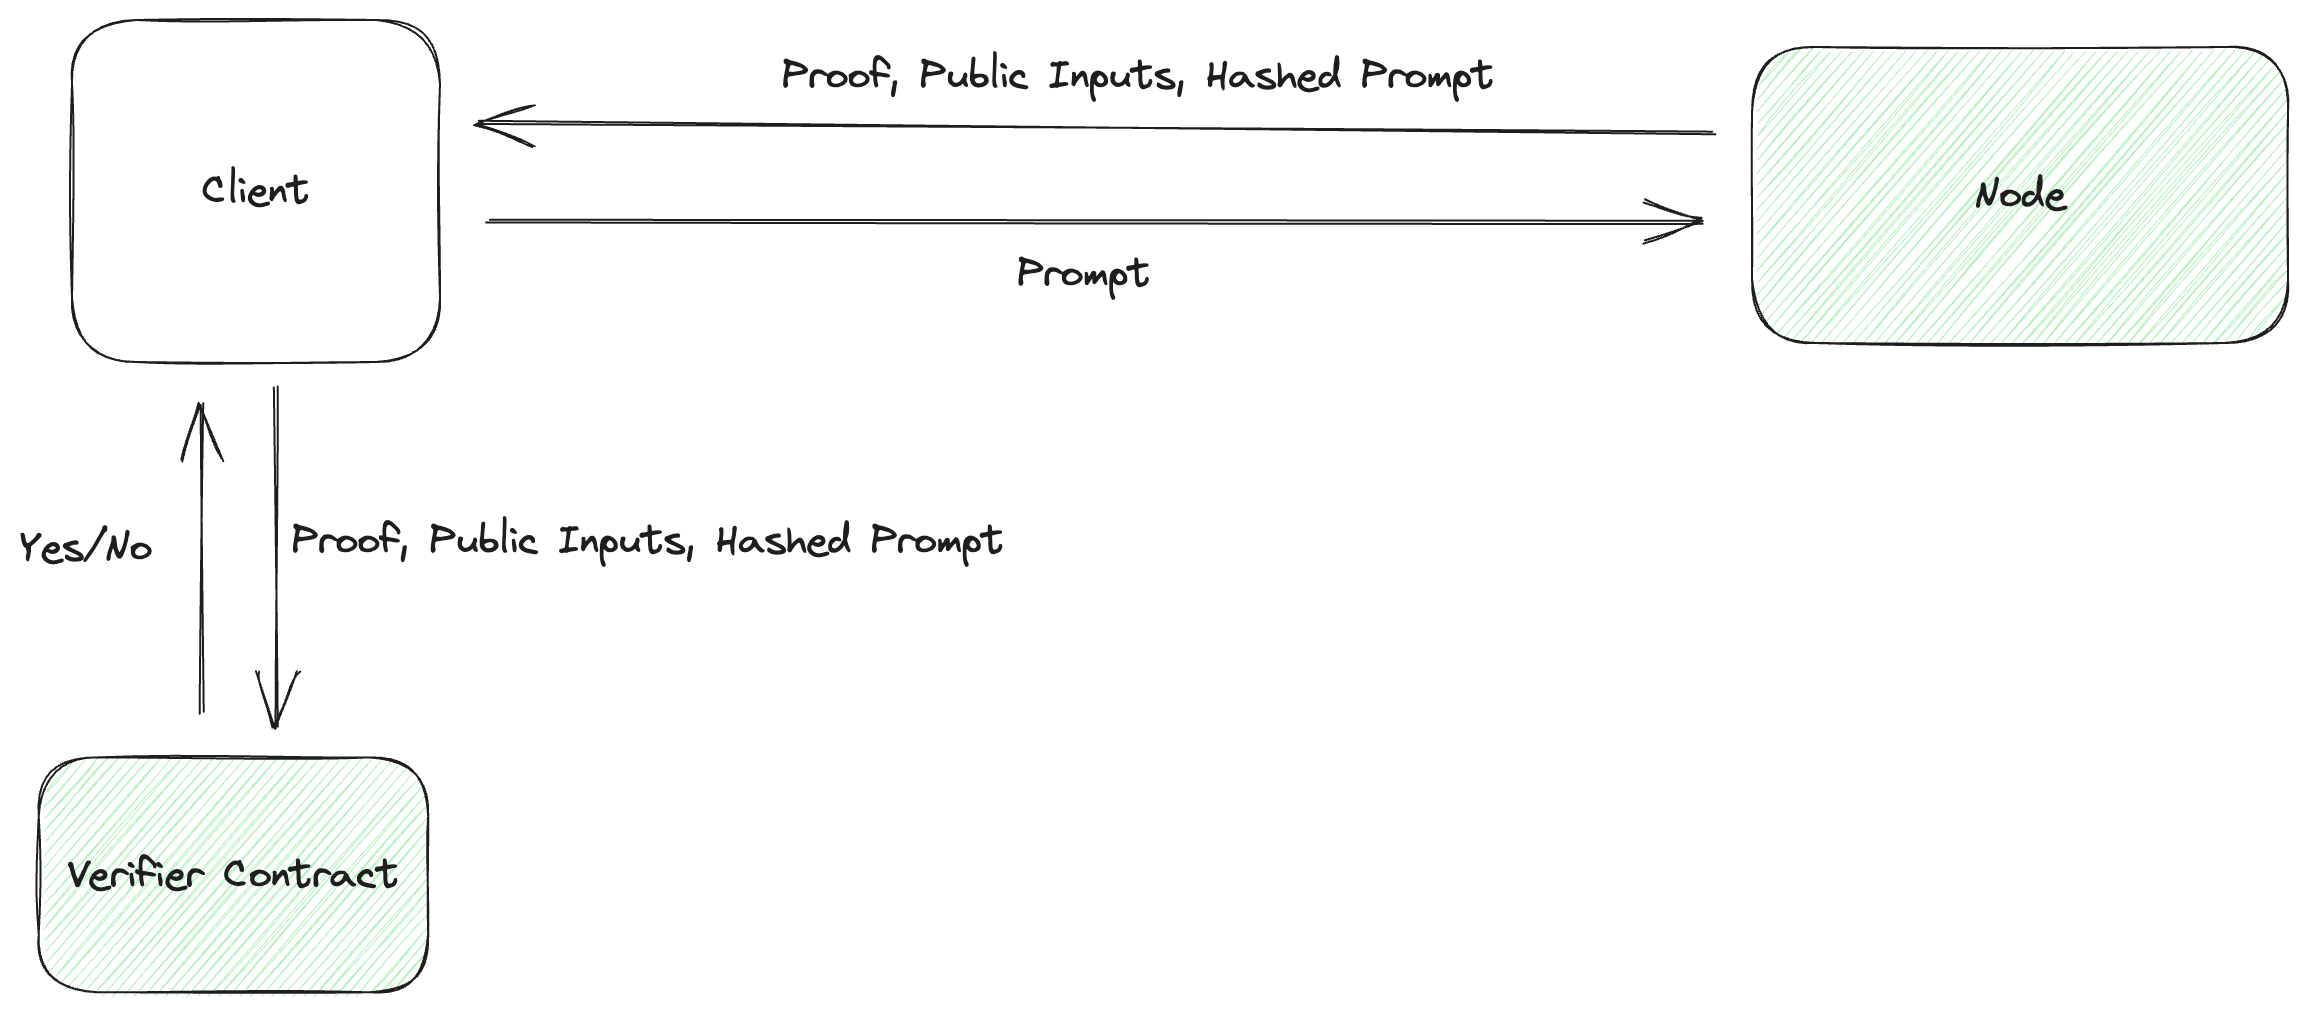 Proof, Public Inputs, Hashed Prompt
Client
Node
Prompt
Yes/No
Proof, Public Inputs, Hashed Prompt
Verifier Contract